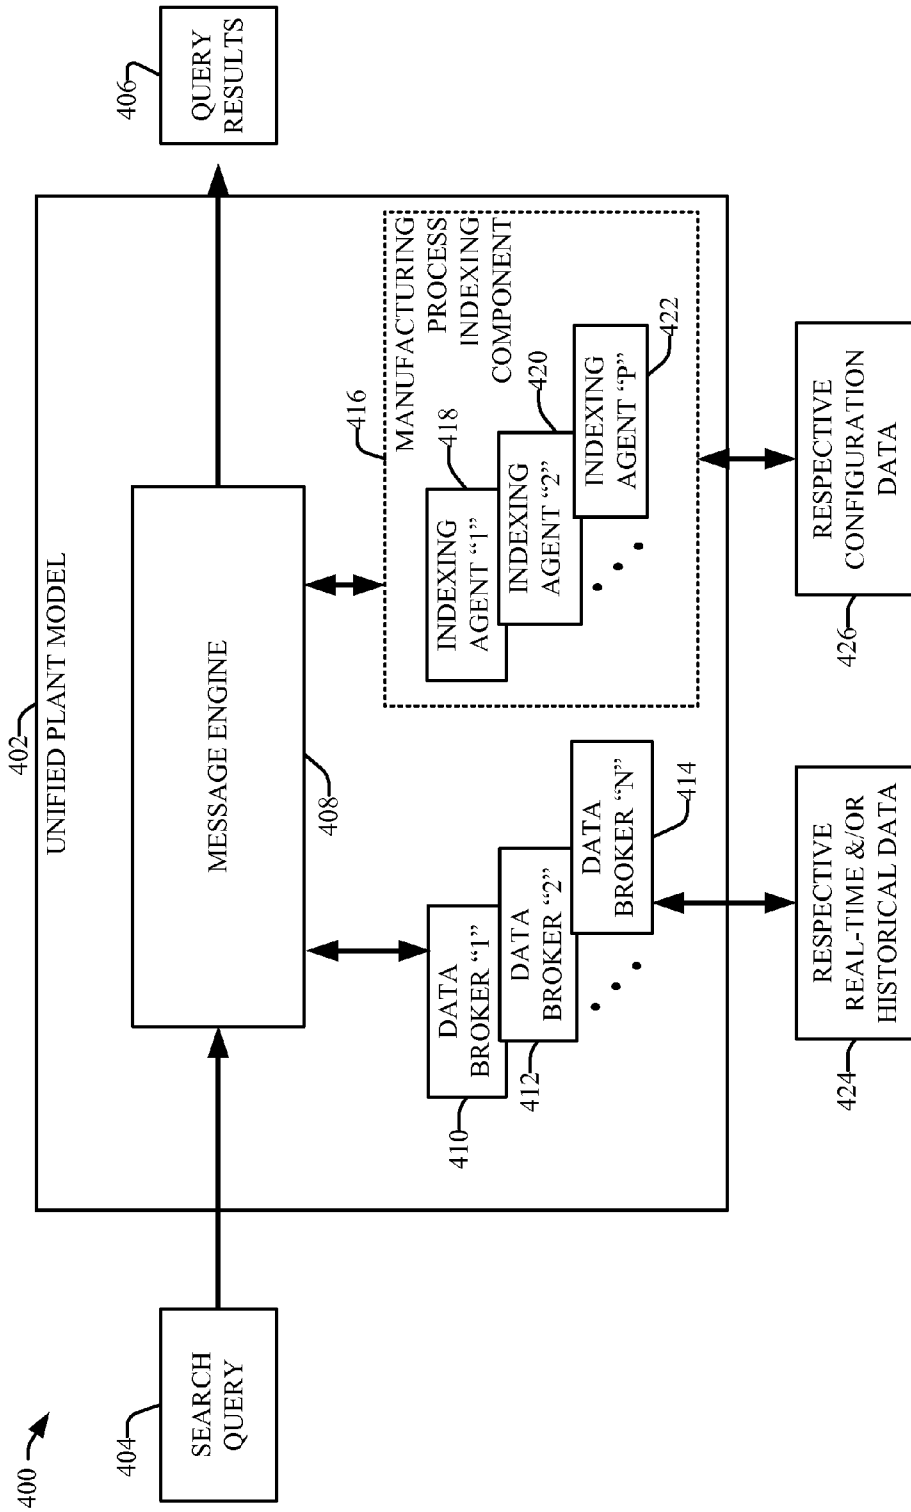 400
402
UNIFIED PLANT MODEL
404
SEARCH
QUERY
MESSAGE ENGINE
408
406
QUERY
RESULTS
410
DATA
BROKER “1”
412
DATA
BROKER “2”
DATA
BROKER “N”
414
416
MANUFACTURING
PROCESS
INDEXING
COMPONENT
418
INDEXING
AGENT “1”
420
INDEXING
AGENT “2”
INDEXING
AGENT “P”
422
424
RESPECTIVE
REAL-TIME &/OR
HISTORICAL DATA
426
RESPECTIVE
CONFIGURATION
DATA